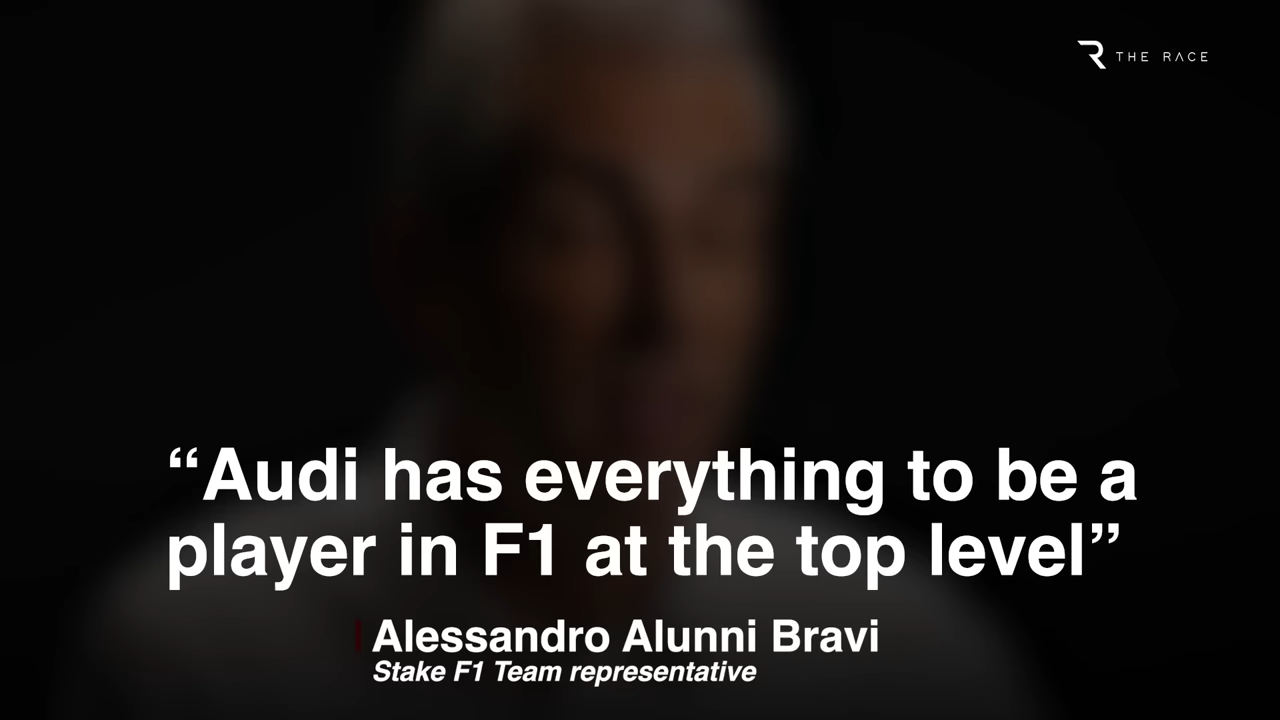 THE RACE
“Audi has everything to be a
player in F1 at the top level”
Alessandro Alunni Bravi
Stake F1 Team representative